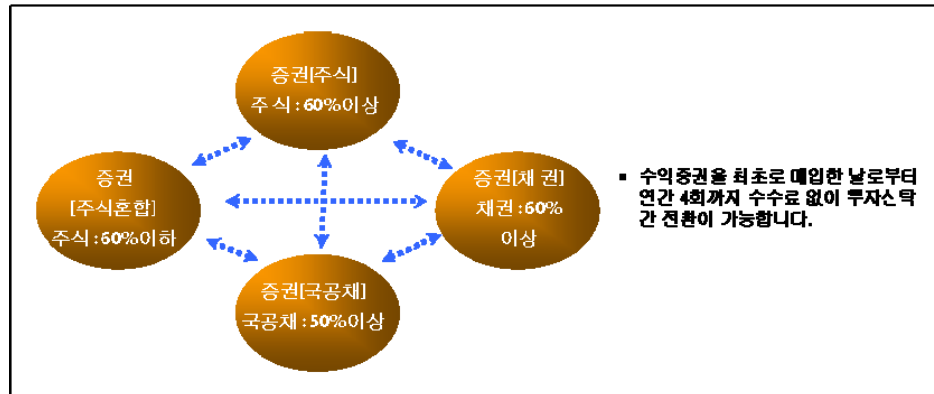 증권[주식]
주식:60%이상
증권
[주식혼합]
주식:60%이하
증권[채 권]
채권:60%
이상
증권[국공채]
국공채:50%이상
▪ 수익증권을 최초로 매입한 날로부터
연간 4회까지 수수료 없이 투자신탁
간 전환이 가능합니다.